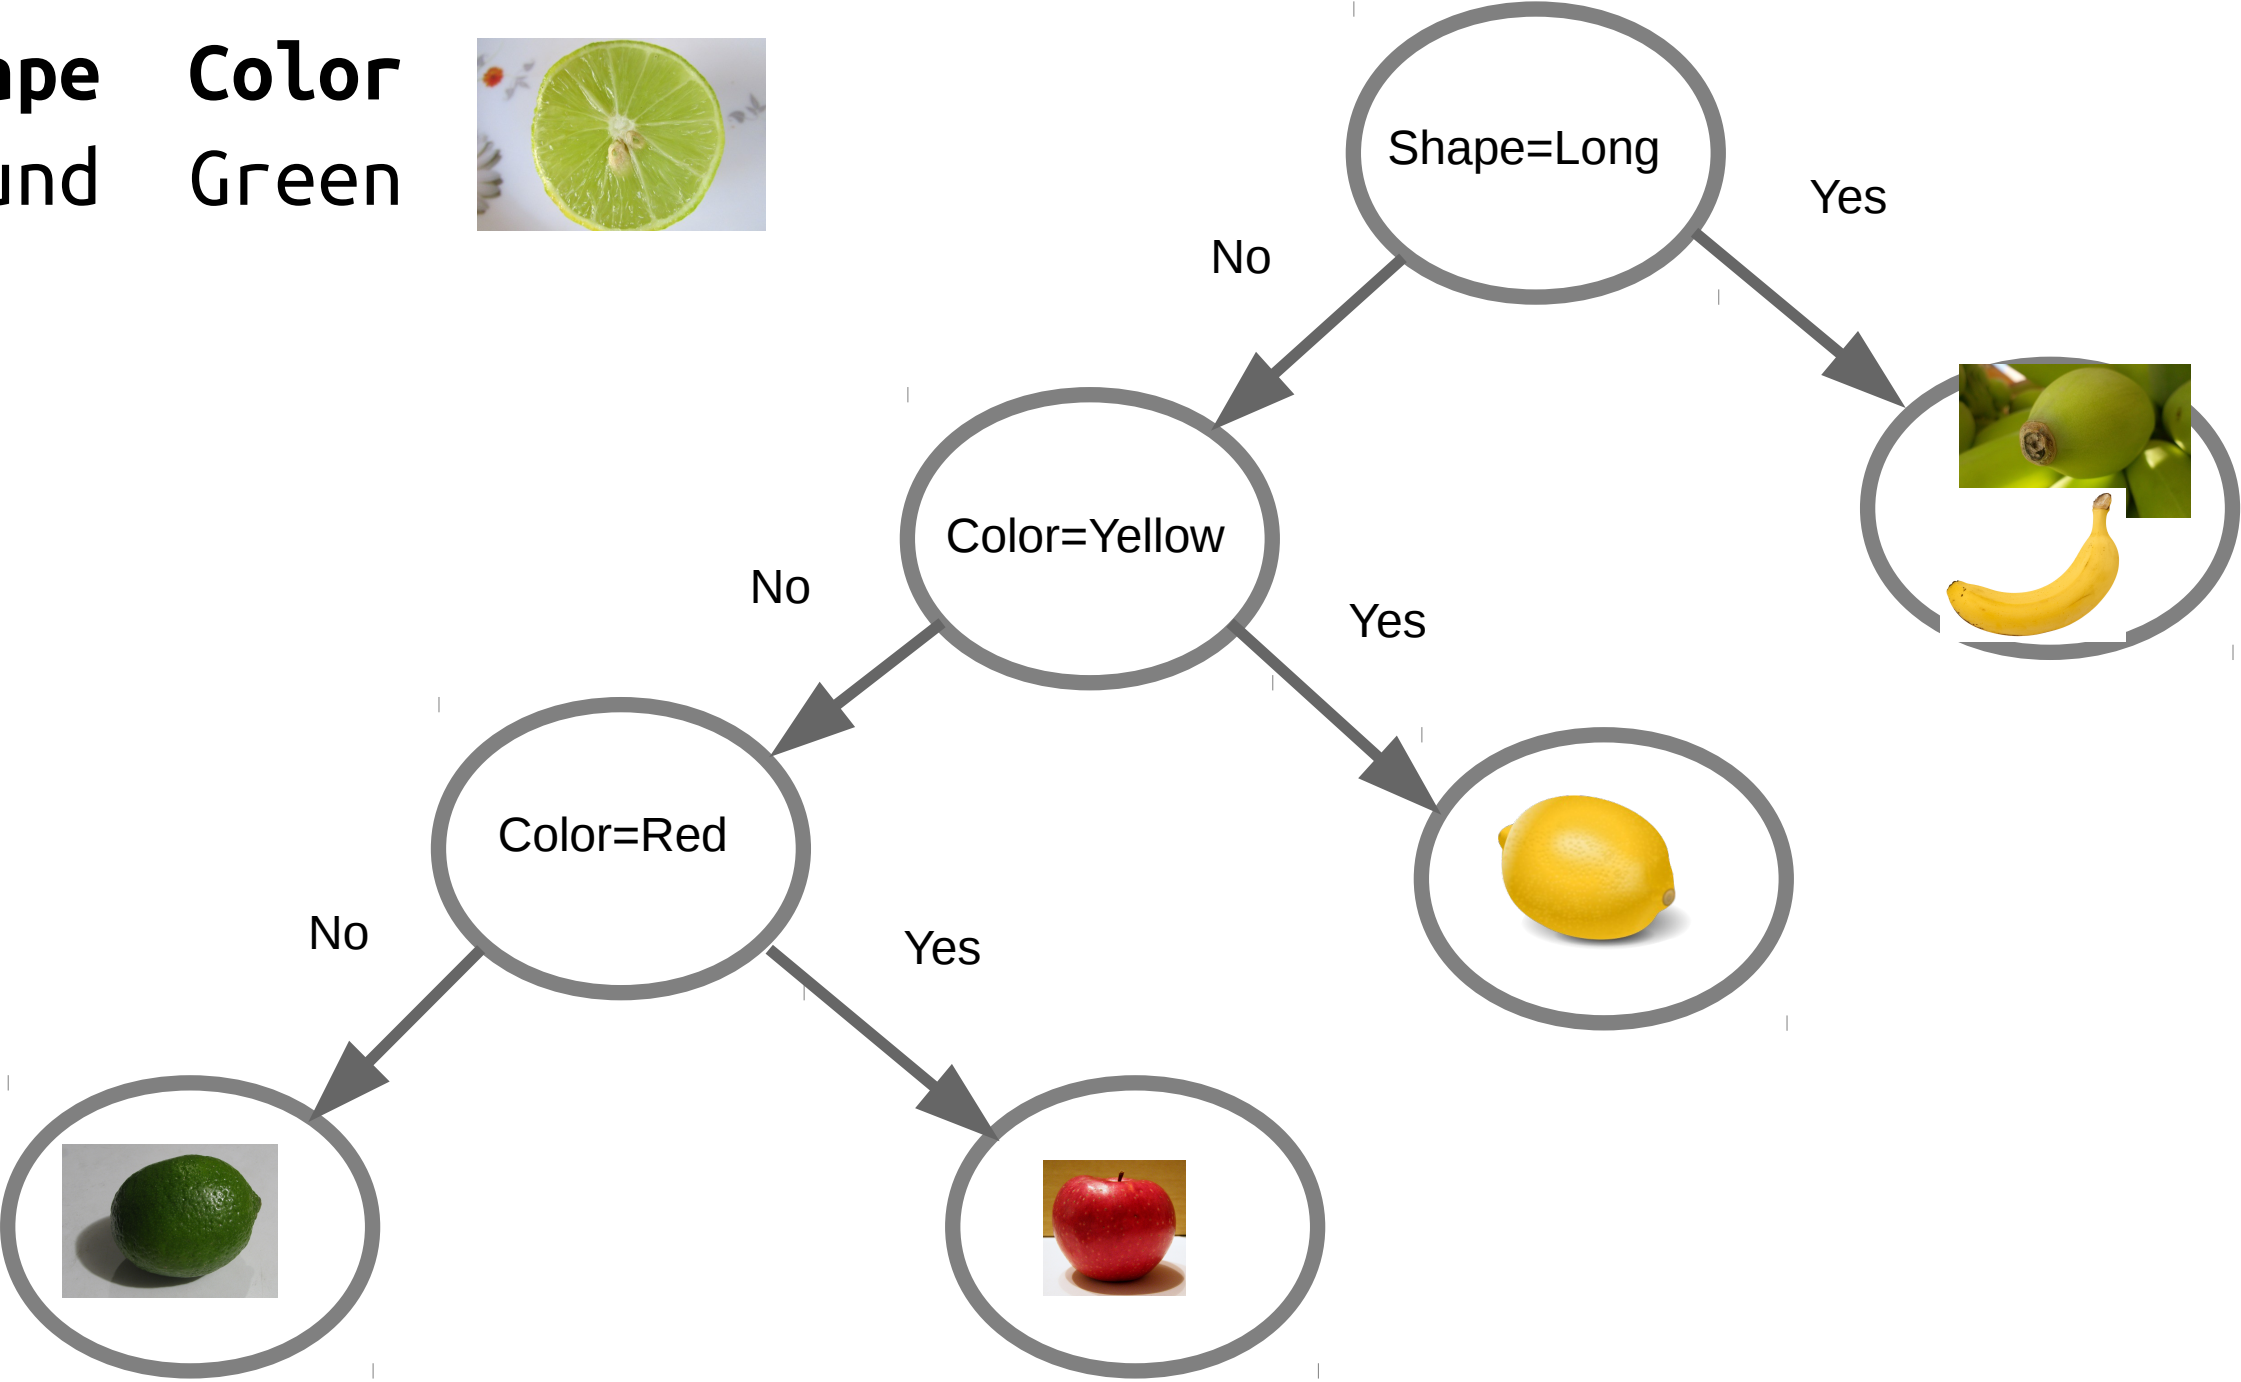 ape Color
und Green
Shape=Long
Yes
No
Color=Yellow
No
Yes
Color=Red
No
Yes